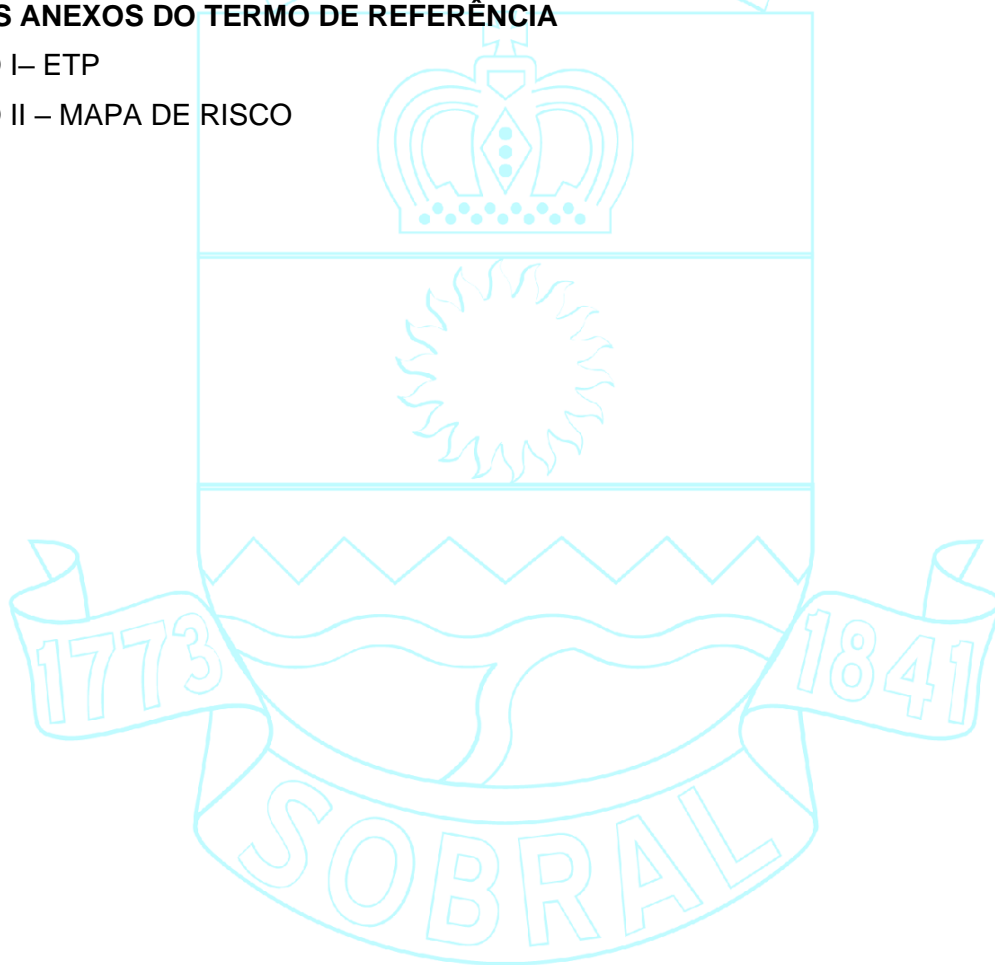 S ANEXOS DO TERMO DE REFERÊNCIA
I– ETP
II – MAPA DE RISCO
1773
1841
SOBRAL